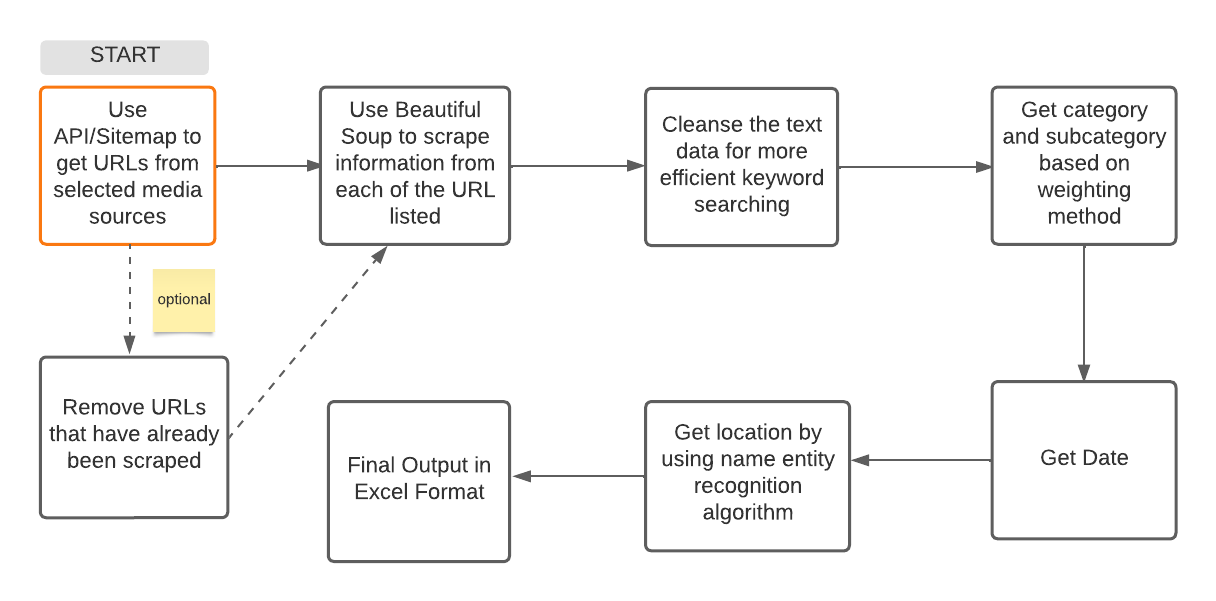 START
Use
API/Sitemap to
get URLs from
selected media
sources
Use Beautiful
Soup to scrape
information from
each of the URL
listed
Cleanse the text
data for more
efficient keyword
searching
Get category
and subcategory
based on
weighting
method
optional
Remove URLs
that have already
been scraped
Get Date
Get location by
using name entity
recognition
algorithm
Final Output in
Excel Format